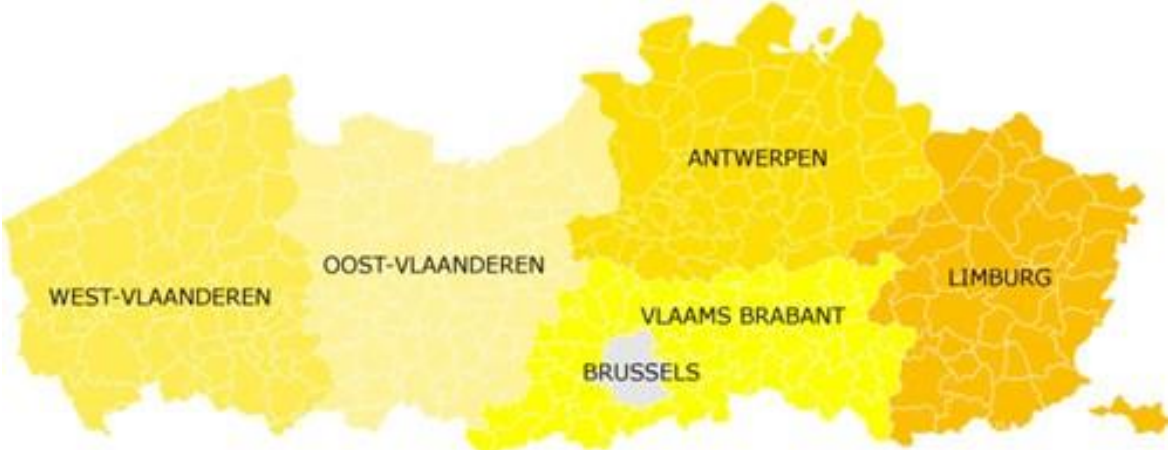 ANTWERPEN
OOST-VLAANDEREN
LIMBURG
WEST-VLAANDEREN
VLAAMS BRABANT
BRUSSELS